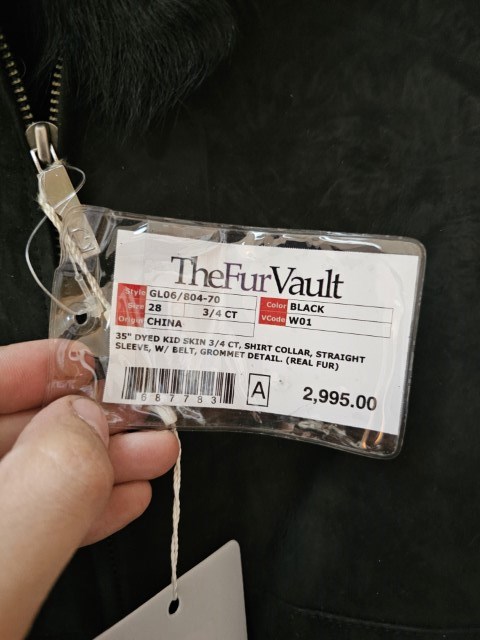 TheFurVault
Style GL06/804-70 Color BLACK
Size 28 3/4 CT VCode W01
Origin CHINA
35" DYED KID SKIN 3/4 CT, SHIRT COLLAR, STRAIGHT
SLEEVE, W/ BELT, GROMMET DETAIL. (REAL FUR)
687783 A 2,995.00